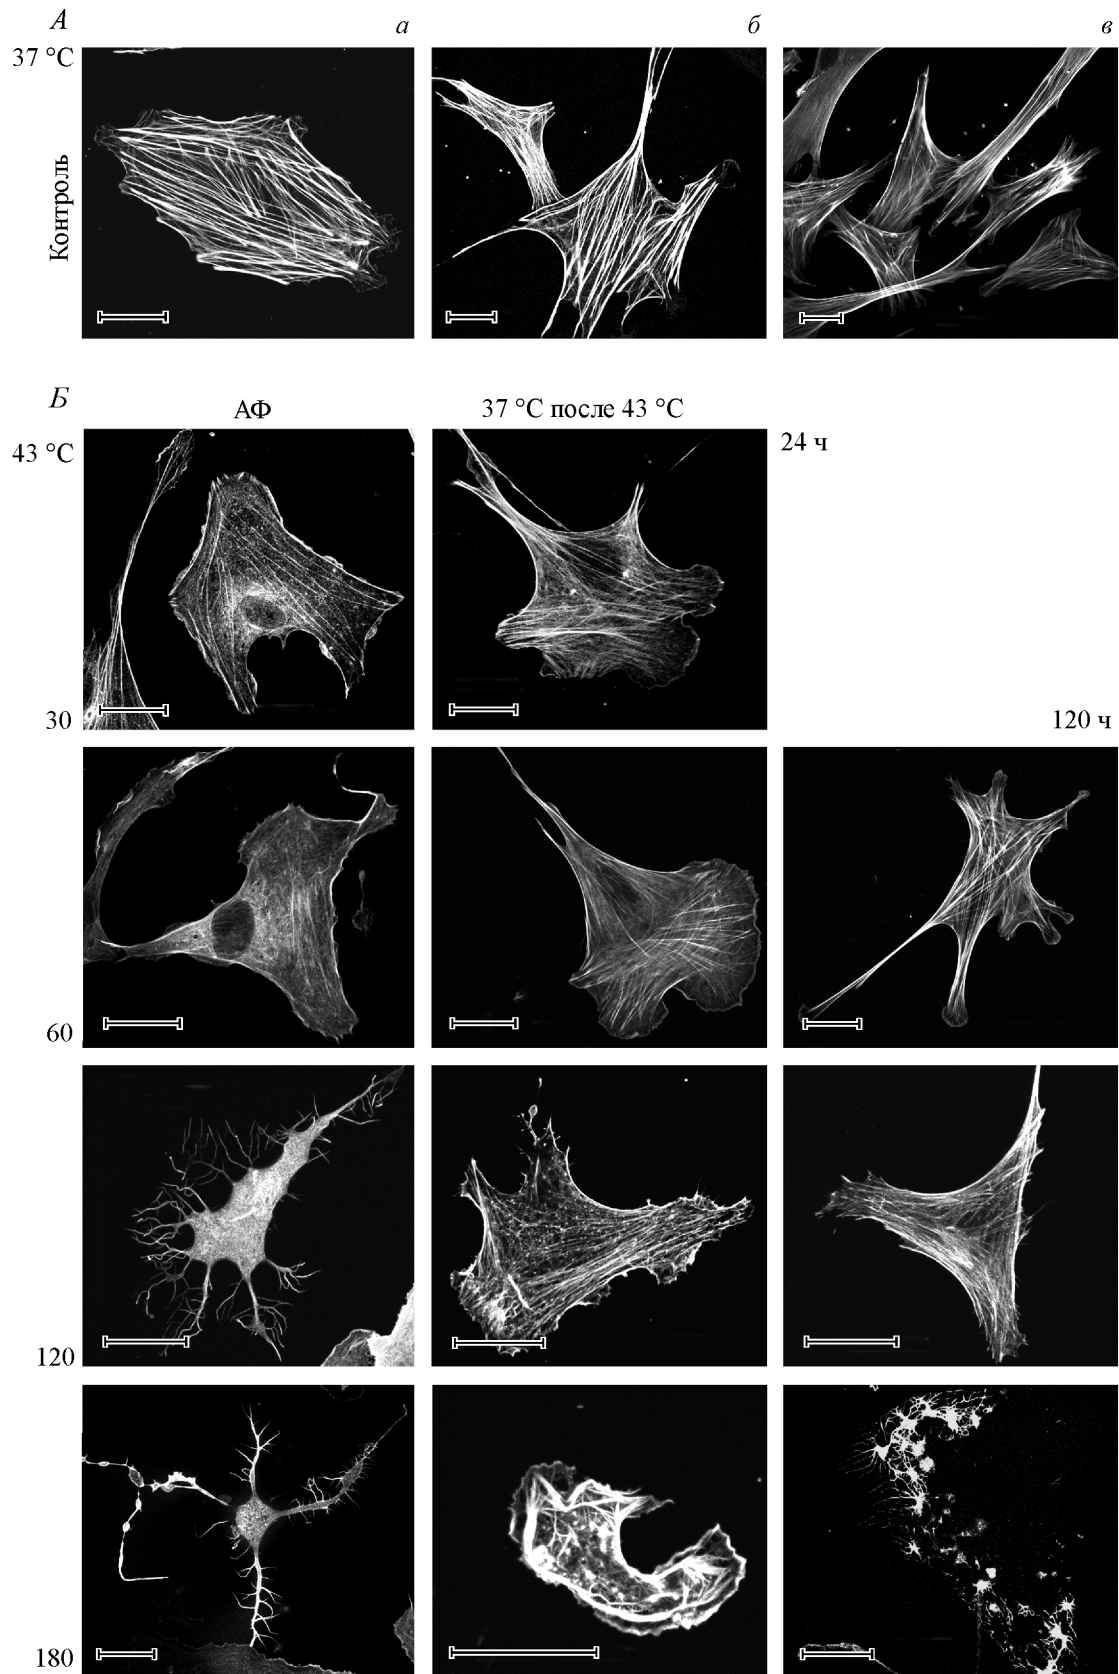 А
а
б
в
37 °C
Контроль
Б
АФ
37 °C после 43 °C
43 °C
24 ч
30
120 ч
60
120
180